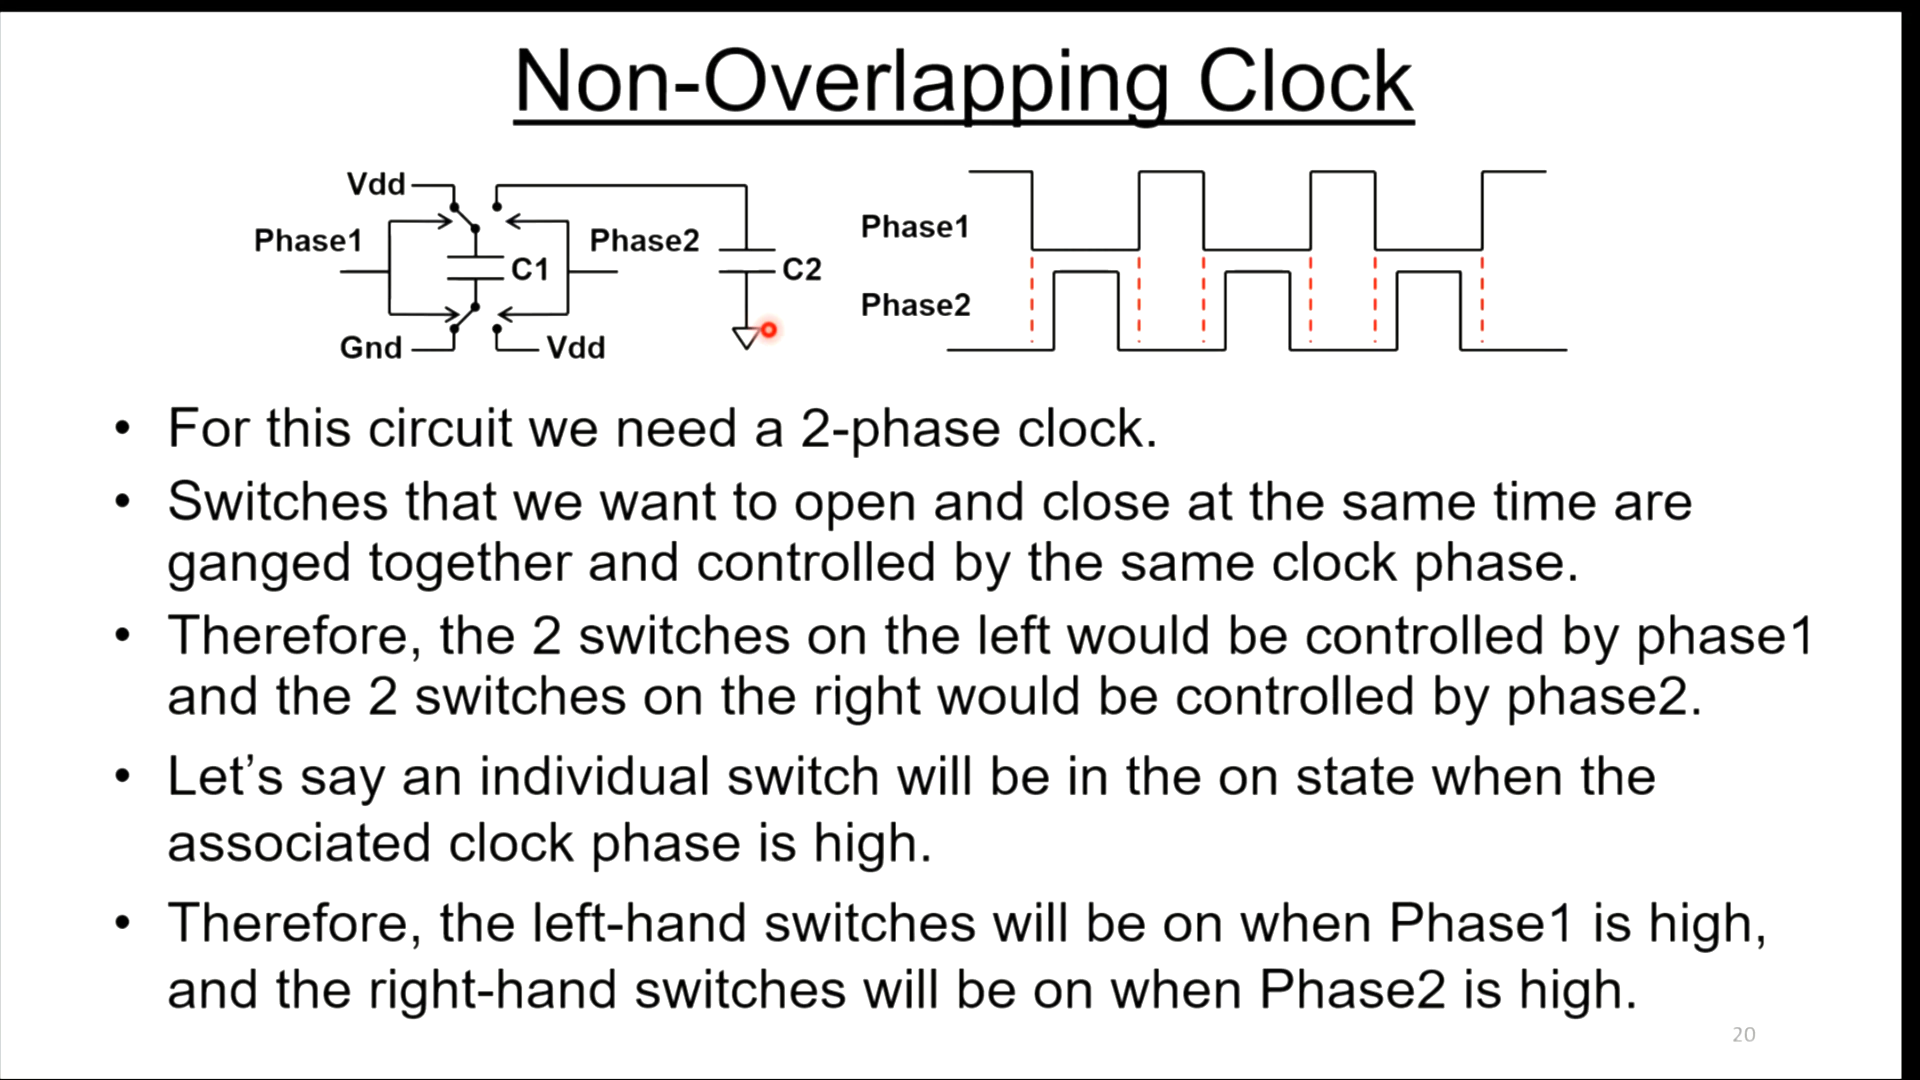 Non-Overlapping Clock
Vdd
Phase1
C1
Phase2
C2
Gnd
Vdd
Phase1
Phase2
• For this circuit we need a 2-phase clock.
• Switches that we want to open and close at the same time are
ganged together and controlled by the same clock phase.
• Therefore, the 2 switches on the left would be controlled by phase1
and the 2 switches on the right would be controlled by phase2.
• Let’s say an individual switch will be in the on state when the
associated clock phase is high.
• Therefore, the left-hand switches will be on when Phase1 is high,
and the right-hand switches will be on when Phase2 is high.
20